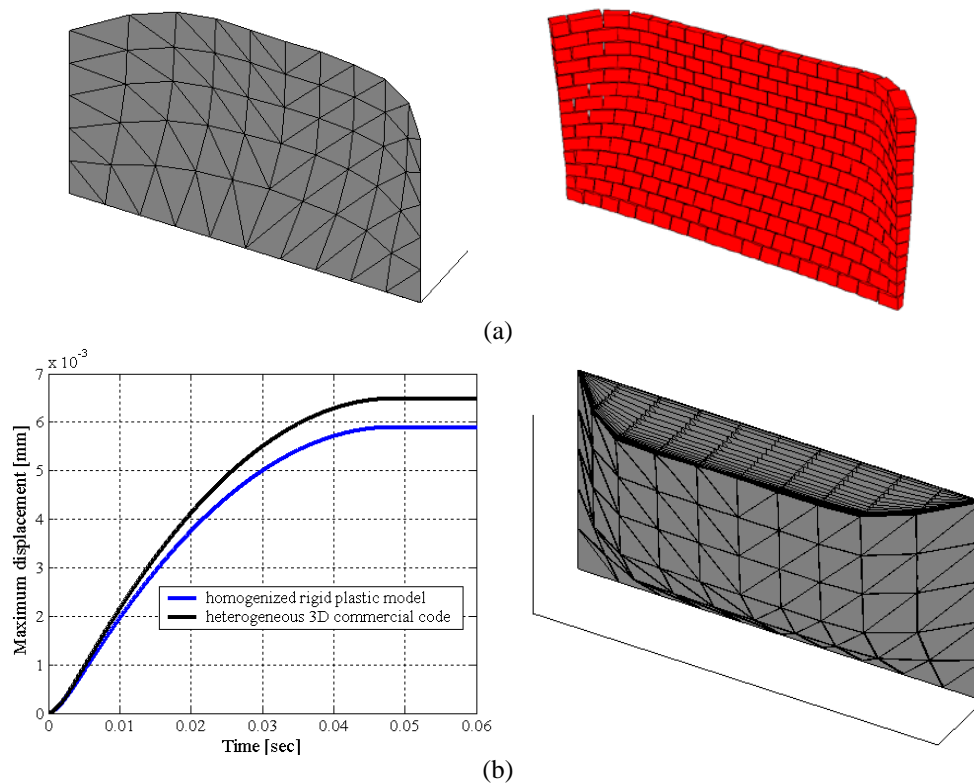 (a)
x 10^-3
7
6
5
4
3
2
1
0
0 0.01 0.02 0.03 0.04 0.05 0.06
Maximum displacement [mm]
Time [sec]
homogenized rigid plastic model
heterogeneous 3D commercial code
(b)